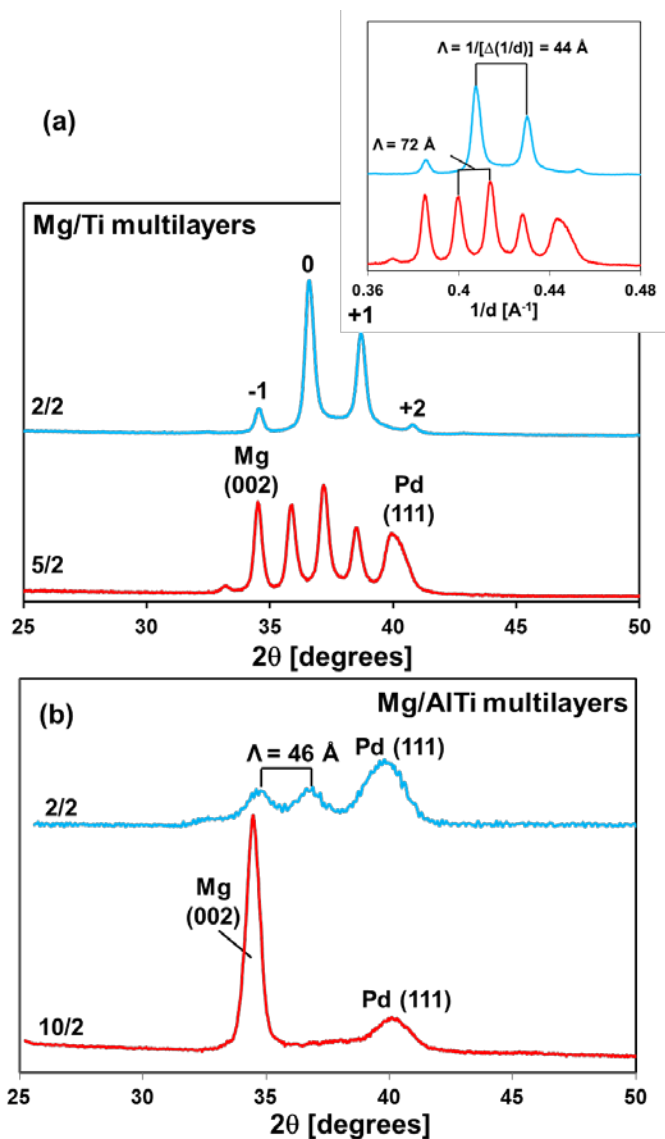 Λ = 1/[Δ(1/d)] = 44 Å
(a)
Λ = 72 Å
0.36 0.4 0.44 0.48
1/d [A⁻¹]
Mg/Ti multilayers
0
+1
-1
+2
2/2
Mg
(002)
Pd
(111)
5/2
25 30 35 40 45 50
2θ [degrees]
(b)
Mg/AlTi multilayers
Λ = 46 Å
Pd (111)
2/2
Mg
(002)
Pd (111)
10/2
25 30 35 40 45 50
2θ [degrees]